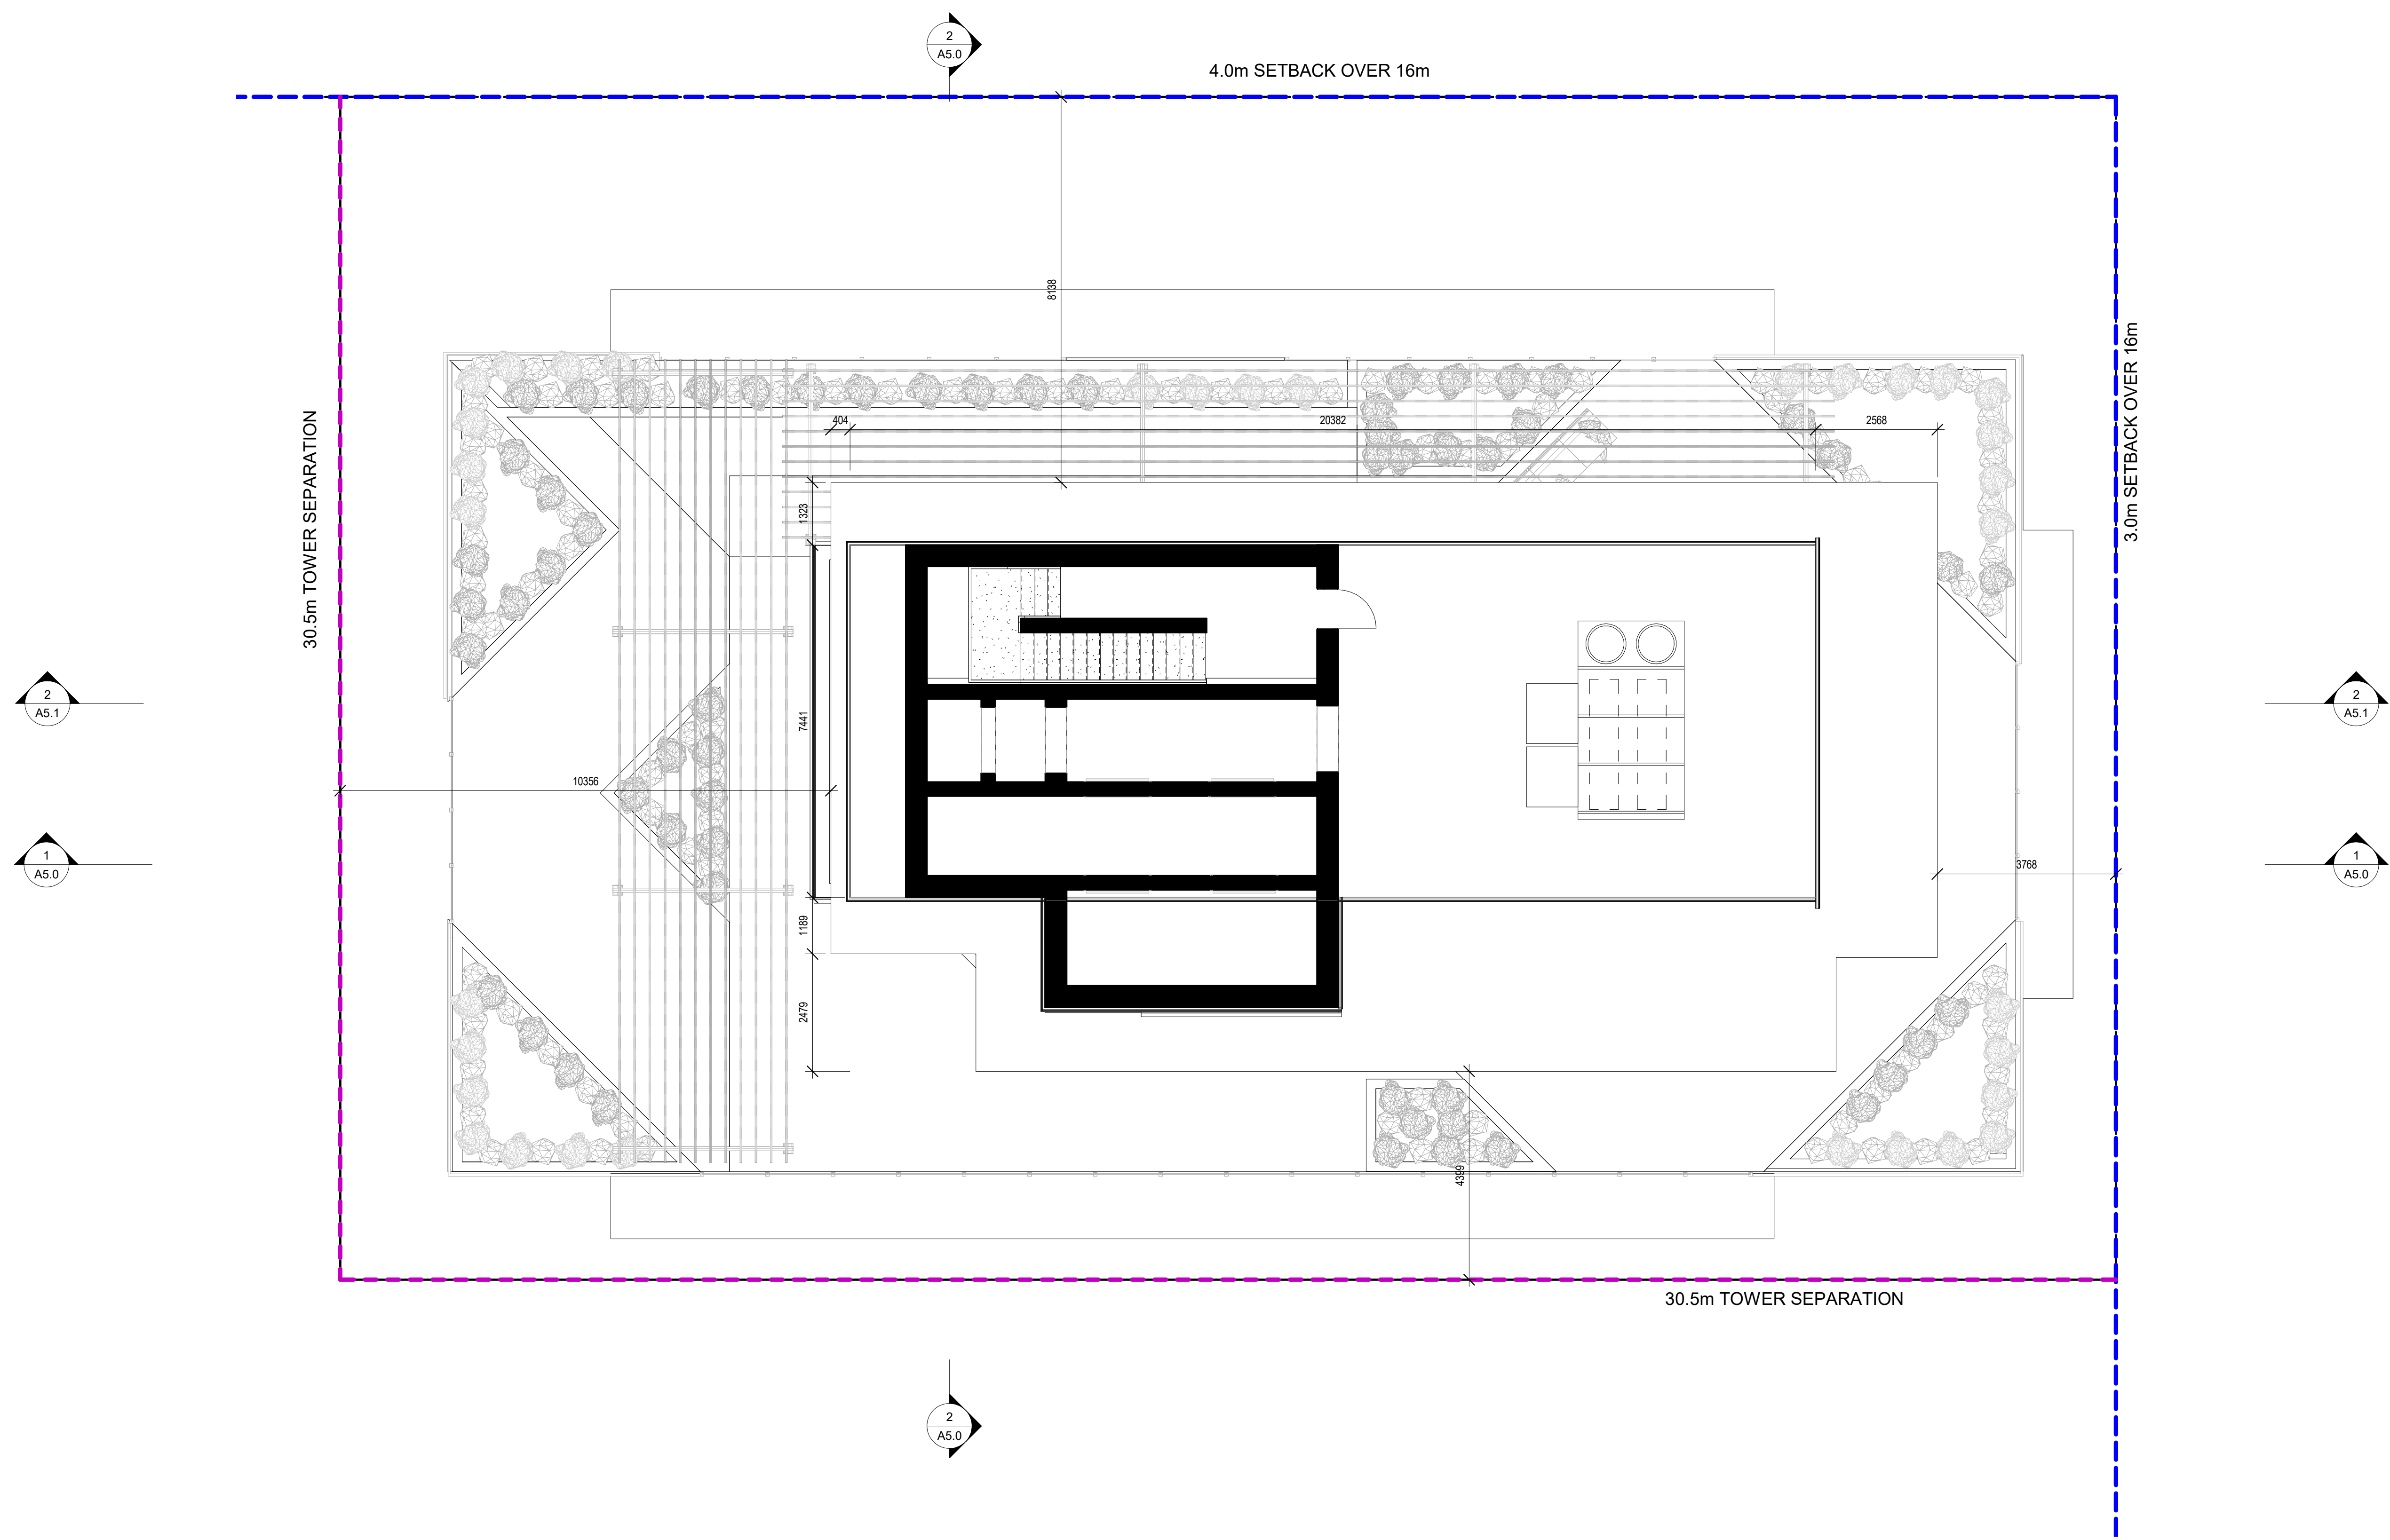 2
A5.0
4.0m SETBACK OVER 16m
8138
3.0m SETBACK OVER 16m
30.5m TOWER SEPARATION
404
20382
2568
1323
2
A5.1
2
A5.1
7441
10356
1
A5.0
1
A5.0
3768
1189
2479
4399
30.5m TOWER SEPARATION
2
A5.0